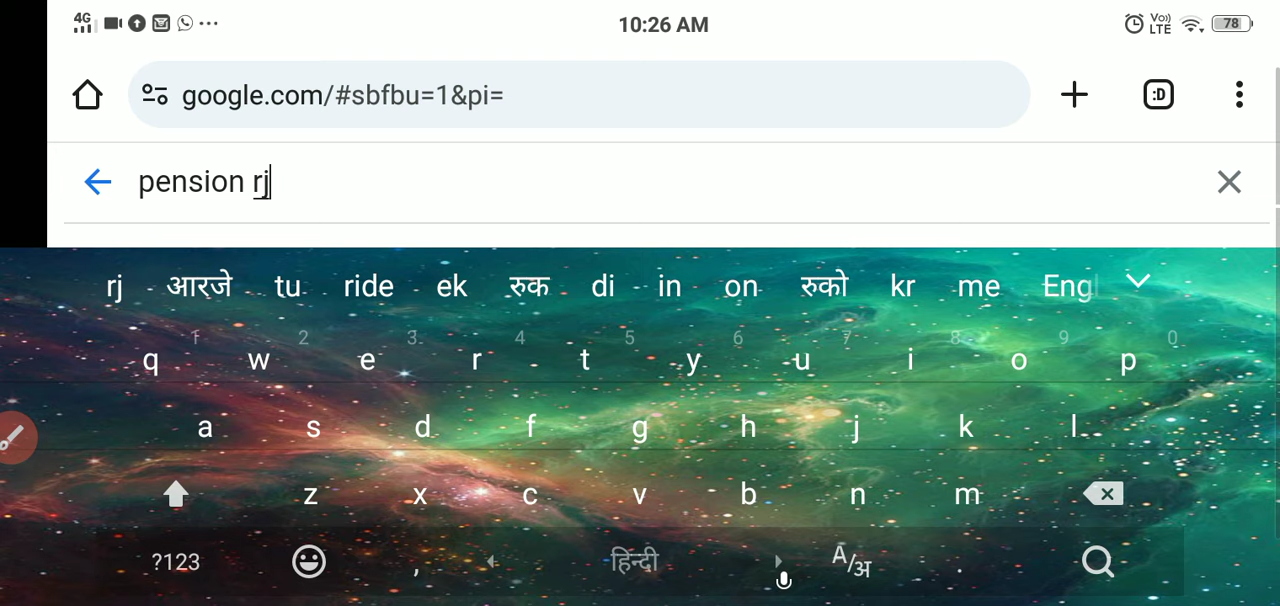 4G 10:26 AM Vo) LTE 78
google.com/#sbfbu=1&pi=
:D
pension rj
rj आरजे tu ride ek रुक di in on रुको kr me Eng
1 2 3 4 5 6 7 8 9 0
q w e r t y u i o p
a s d f g h j k l
z x c v b n m
?123 , हिन्दी A/अ .